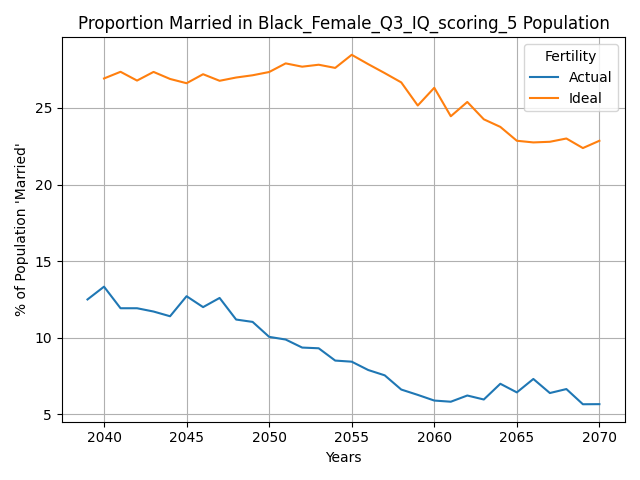 Proportion Married in Black_Female_Q3_IQ_scoring_5 Population
Fertility
Actual
Ideal
% of Population 'Married'
25
20
15
10
5
2040 2045 2050 2055 2060 2065 2070
Years